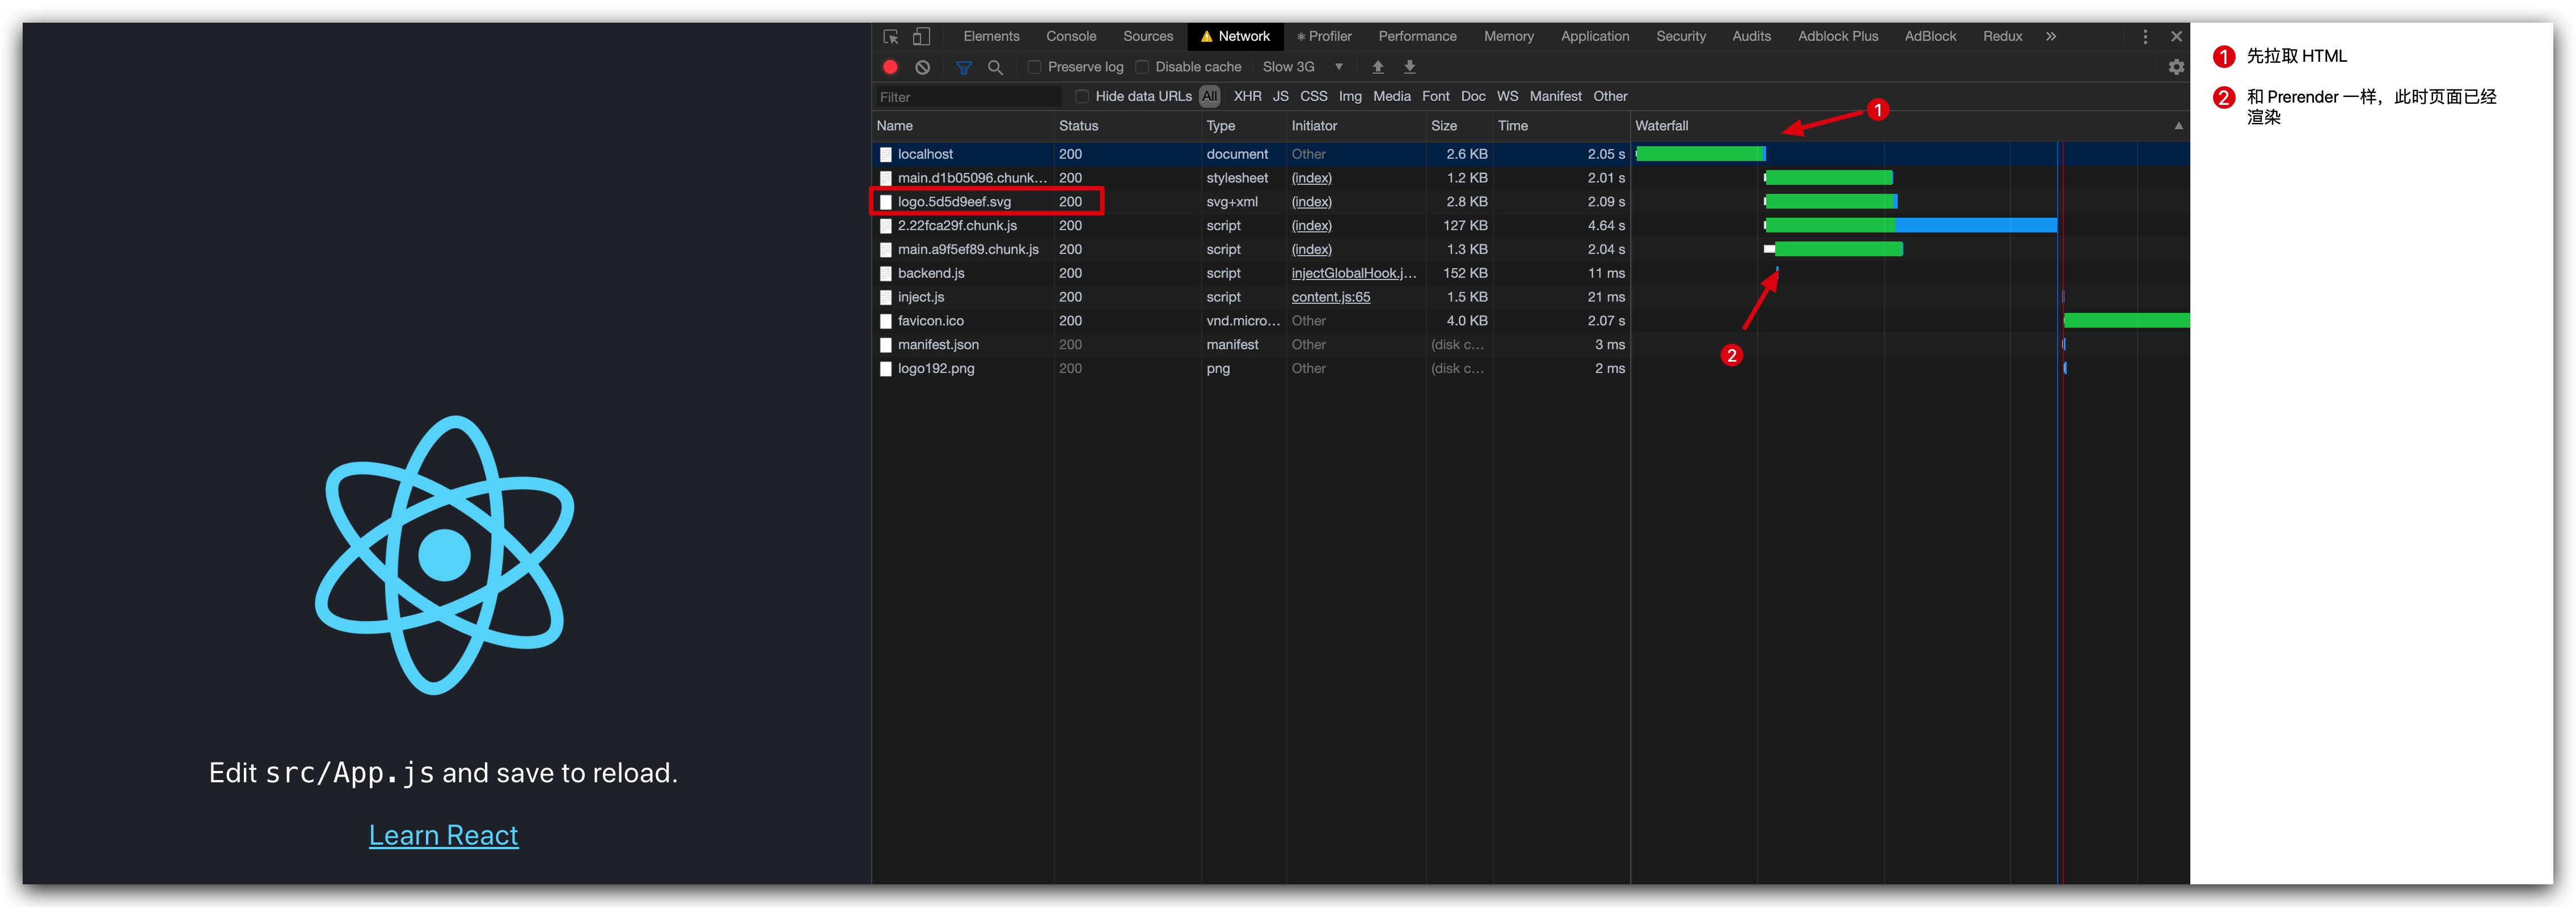 Elements Console Sources Network Profiler Performance Memory Application Security Audits Adblock Plus AdBlock Redux »
Preserve log Disable cache Slow 3G
Filter Hide data URLs All XHR JS CSS Img Media Font Doc WS Manifest Other
Name Status Type Initiator Size Time Waterfall
1
localhost 200 document Other 2.6 KB 2.05 s
main.d1b05096.chunk... 200 stylesheet (index) 1.2 KB 2.01 s
logo.5d5d9eef.svg 200 svg+xml (index) 2.8 KB 2.09 s
2.22fca29f.chunk.js 200 script (index) 127 KB 4.64 s
main.a9f5ef89.chunk.js 200 script (index) 1.3 KB 2.04 s
backend.js 200 script injectGlobalHook.j... 152 KB 11 ms
inject.js 200 script content.js:65 1.5 KB 21 ms
favicon.ico 200 vnd.micro... Other 4.0 KB 2.07 s
manifest.json 200 manifest Other (disk c... 3 ms
2
logo192.png 200 png Other (disk c... 2 ms
Edit src/App.js and save to reload.
Learn React
1 先拉取 HTML
2 和 Prerender 一样，此时页面已经
渲染